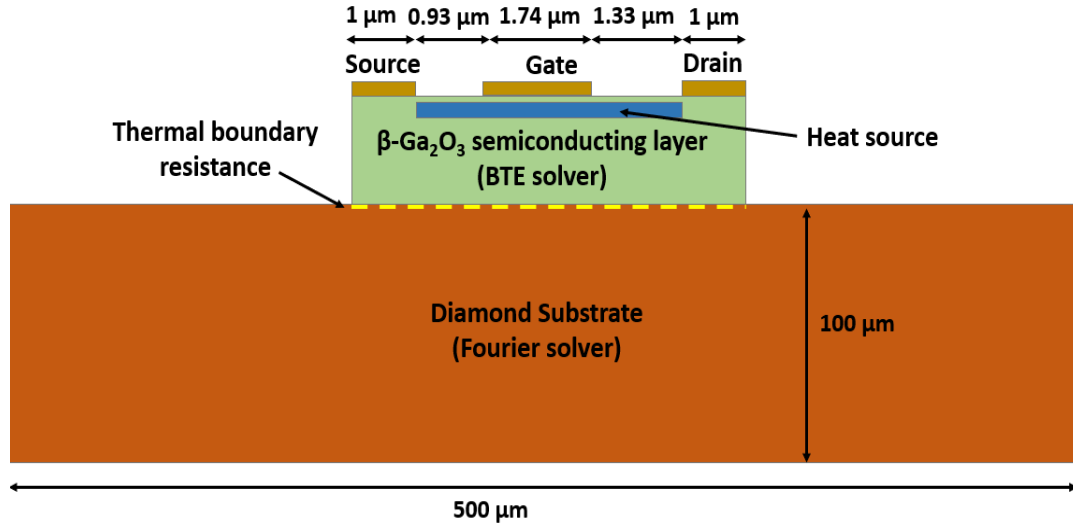 1 μm 0.93 μm 1.74 μm 1.33 μm 1 μm
Source Gate Drain
Thermal boundary
resistance
β-Ga₂O₃ semiconducting layer
(BTE solver)
Heat source
Diamond Substrate
(Fourier solver)
100 μm
500 μm